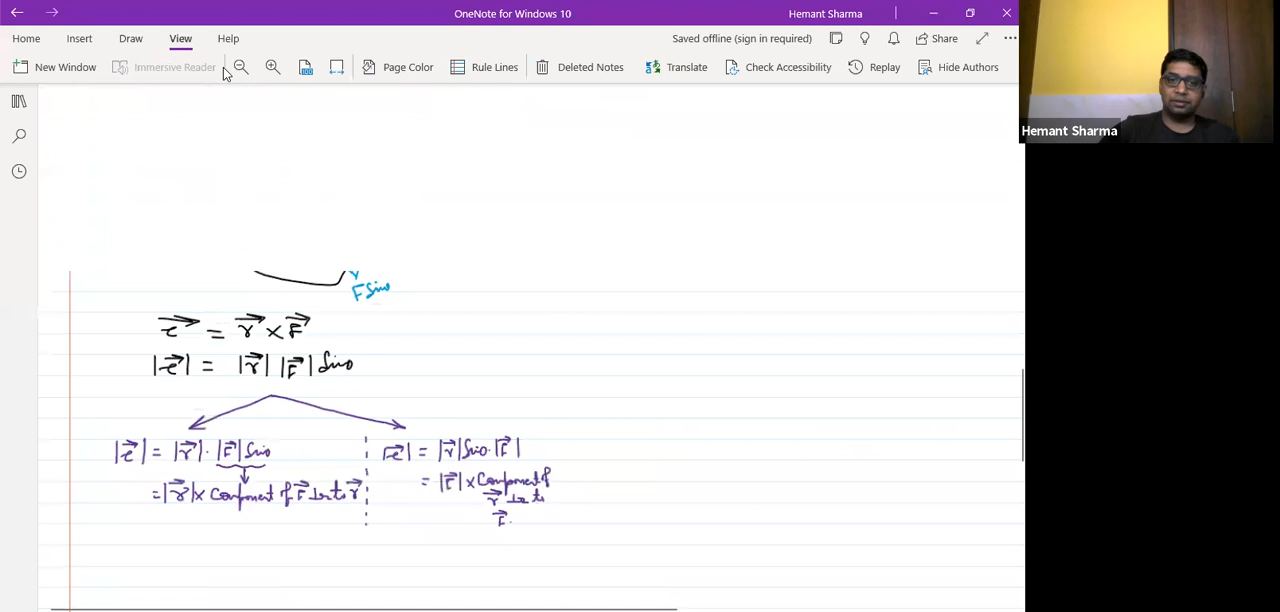 OneNote for Windows 10
Hemant Sharma
Home Insert Draw View Help
Saved offline (sign in required) Share
New Window Immersive Reader Page Color Rule Lines Deleted Notes Translate Check Accessibility Replay Hide Authors
Hemant Sharma
F Sinθ
τ⃗ = r⃗ × F⃗
|τ⃗| = |r⃗| |F⃗| Sinθ
|τ⃗| = |r⃗| · |F⃗| Sinθ
= |r⃗| × Component of F⃗ ⊥r to r⃗
|τ⃗| = |r⃗| Sinθ · |F⃗|
= |F⃗| × Component of
r⃗ ⊥r to
F⃗.